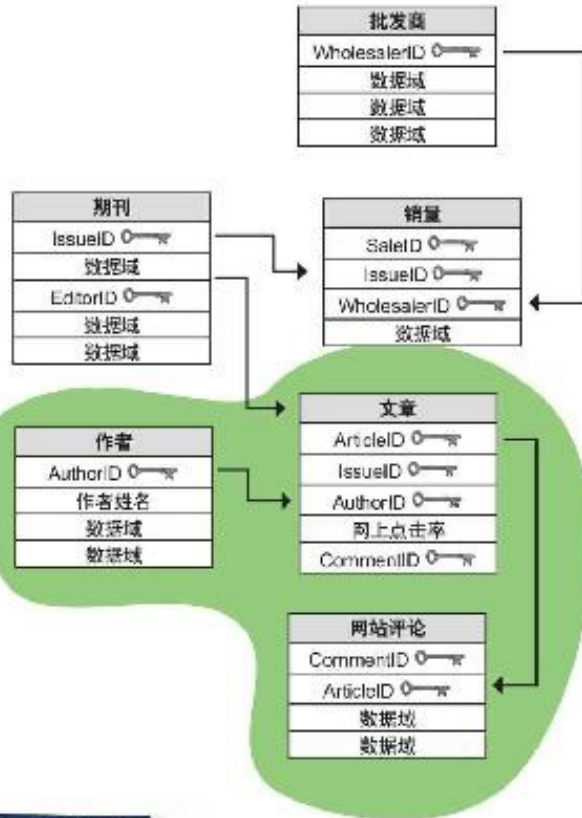 批发商
WholesalerID
数据域
数据域
数据域
期刊
IssueID
数据域
EditorID
数据域
数据域
销量
SaleID
IssueID
WholesalerID
数据域
作者
AuthorID
作者姓名
数据域
数据域
文章
ArticleID
IssueID
AuthorID
网上点击率
CommentID
网站评论
CommentID
ArticleID
数据域
数据域